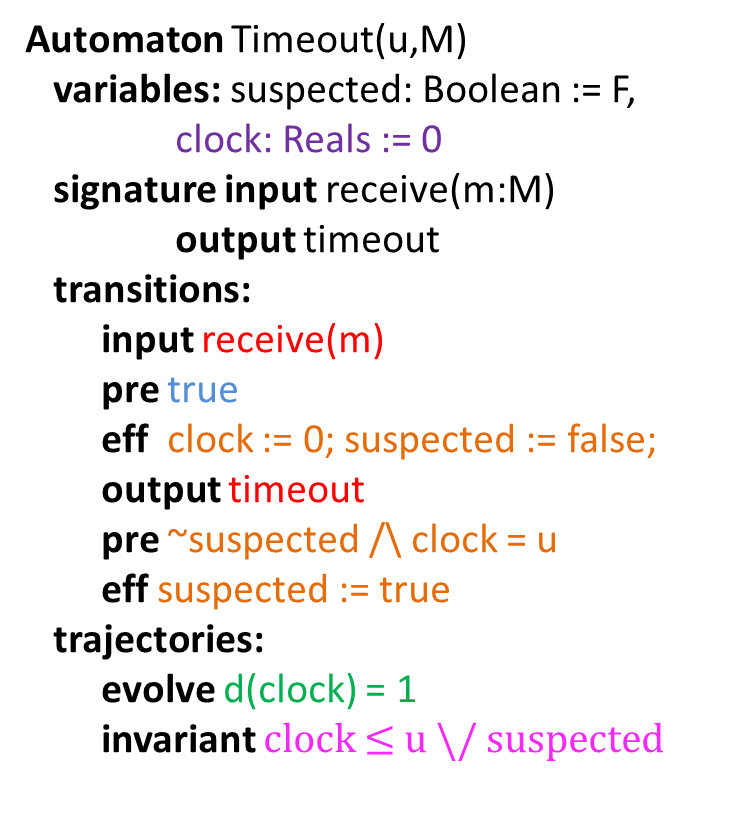 Automaton Timeout(u,M)
variables: suspected: Boolean := F,
clock: Reals := 0
signature input receive(m:M)
output timeout
transitions:
input receive(m)
pre true
eff clock := 0; suspected := false;
output timeout
pre ~suspected /\ clock = u
eff suspected := true
trajectories:
evolve d(clock) = 1
invariant clock ≤ u \/ suspected